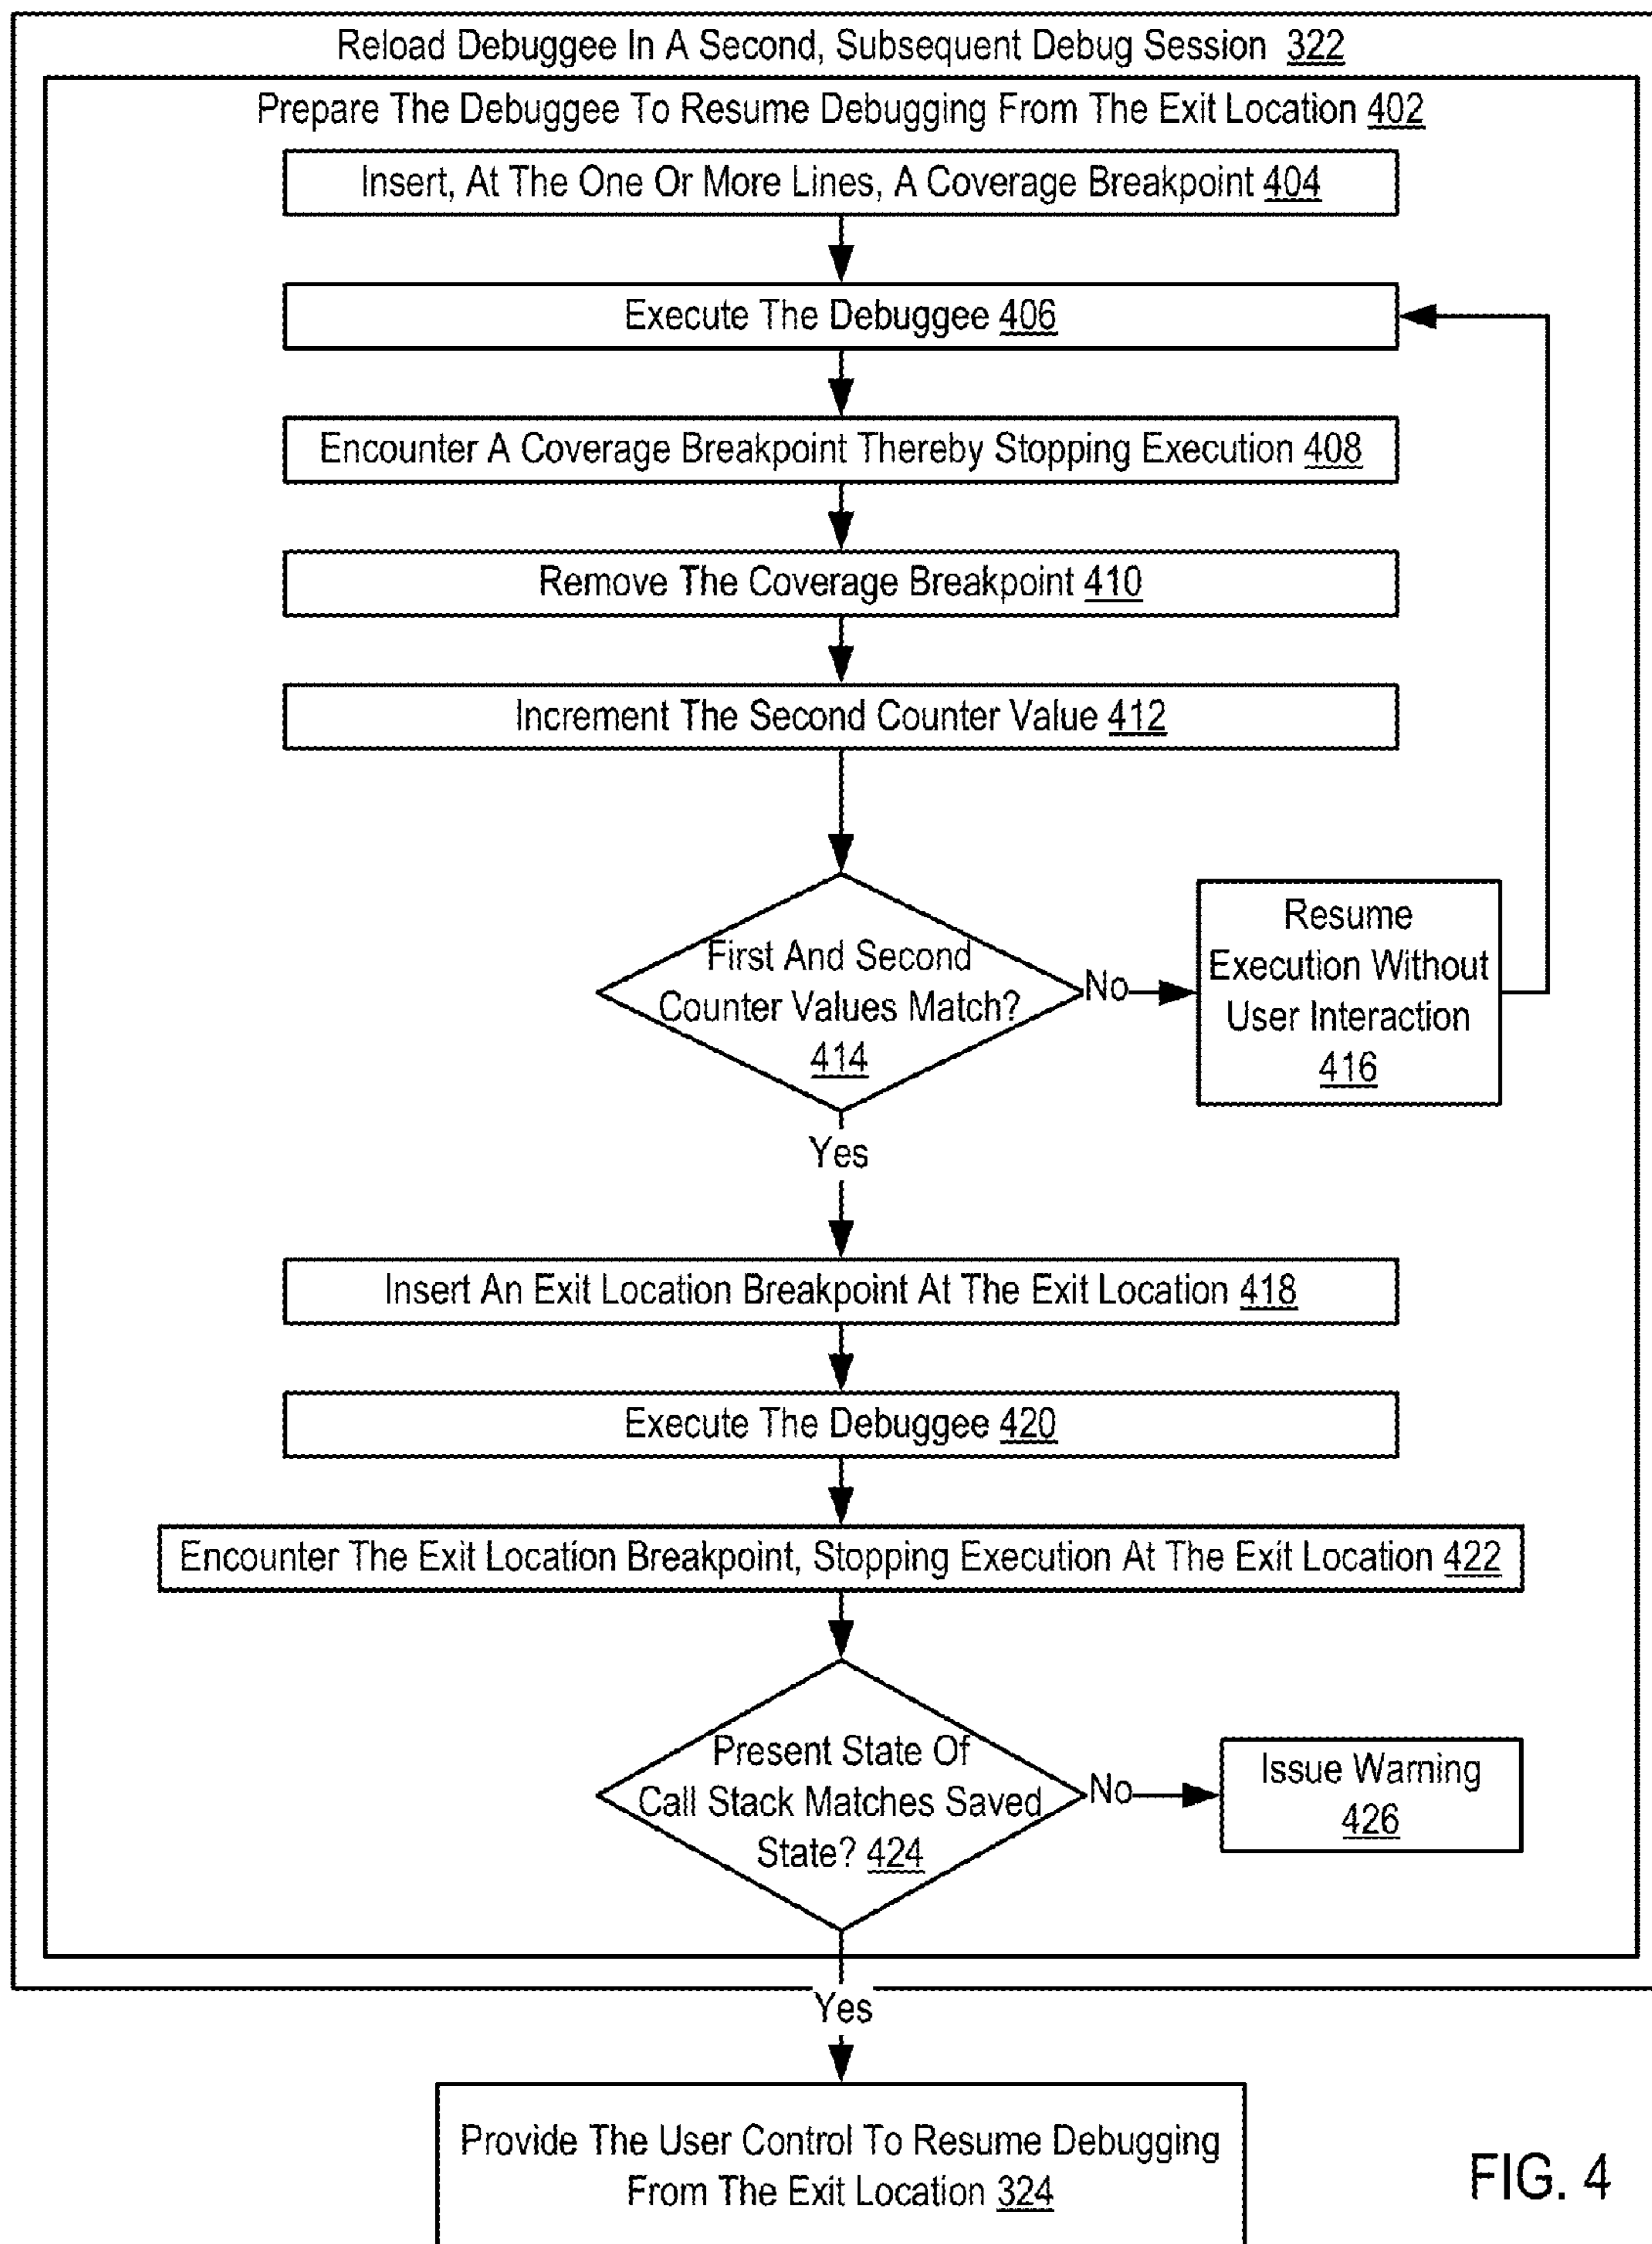 Reload Debuggee In A Second, Subsequent Debug Session 322
Prepare The Debuggee To Resume Debugging From The Exit Location 402
Insert, At The One Or More Lines, A Coverage Breakpoint 404
Execute The Debuggee 406
Encounter A Coverage Breakpoint Thereby Stopping Execution 408
Remove The Coverage Breakpoint 410
Increment The Second Counter Value 412
First And Second
Counter Values Match?
414
No
Resume
Execution Without
User Interaction
416
Yes
Insert An Exit Location Breakpoint At The Exit Location 418
Execute The Debuggee 420
Encounter The Exit Location Breakpoint, Stopping Execution At The Exit Location 422
Present State Of
Call Stack Matches Saved
State? 424
No
Issue Warning
426
Yes
Provide The User Control To Resume Debugging
From The Exit Location 324
FIG. 4